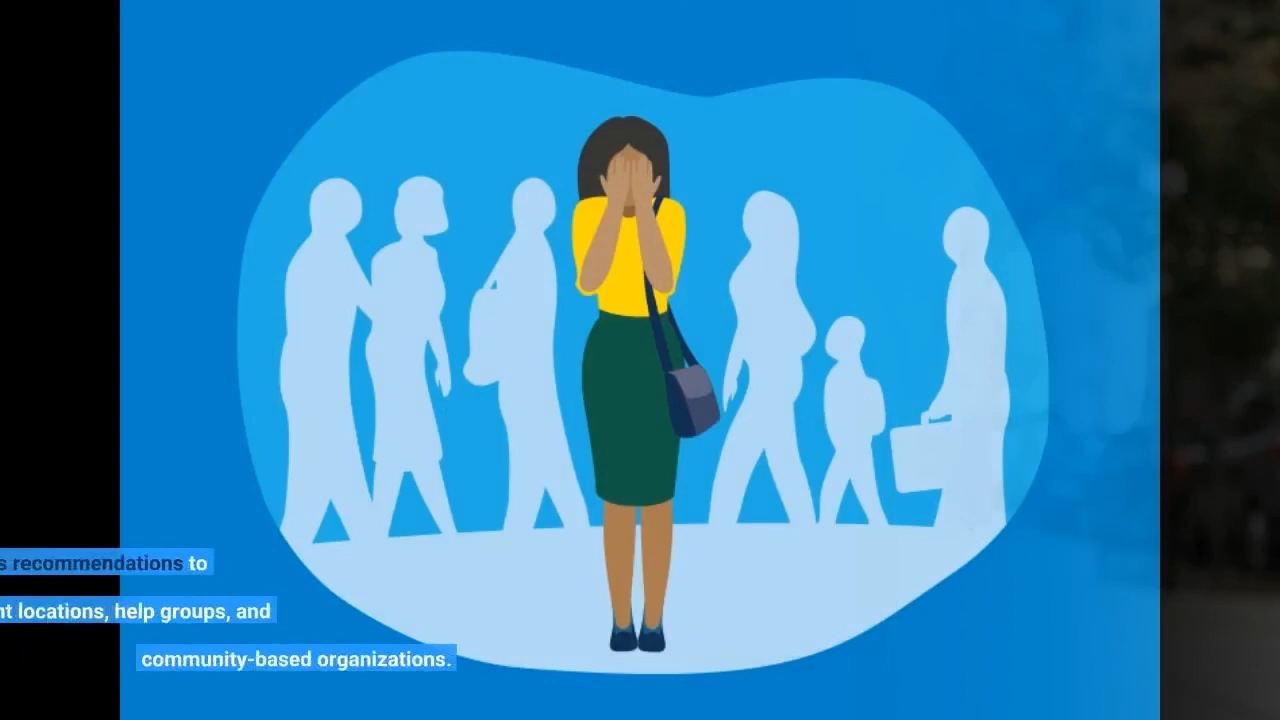 recommendations to
locations, help groups, and
community-based organizations.